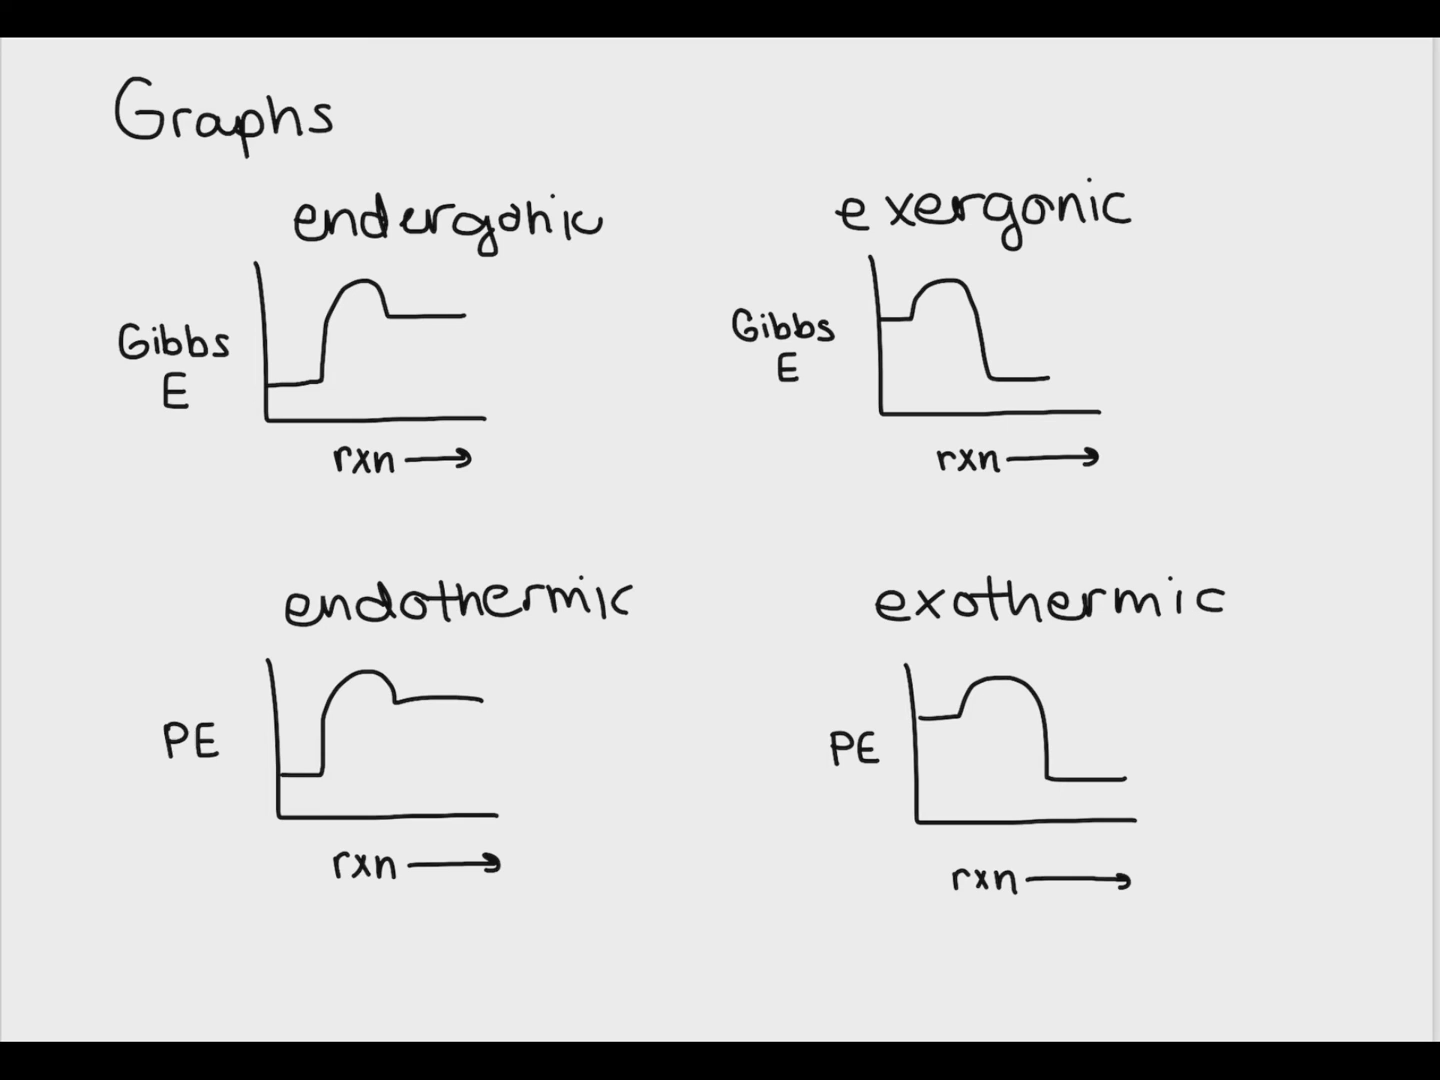 Graphs
endergonic
Gibbs
E
rxn →
exergonic
Gibbs
E
rxn →
endothermic
PE
rxn →
exothermic
PE
rxn →